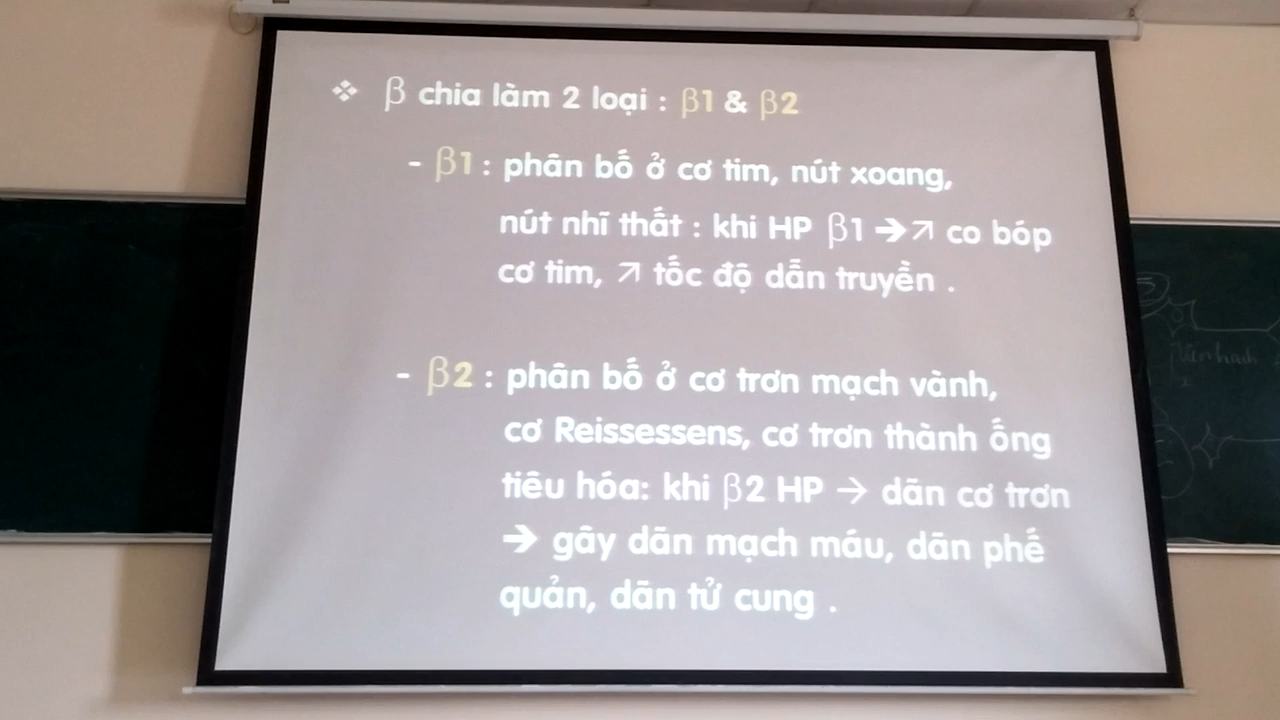 ❖ β chia làm 2 loại : β1 & β2
- β1 : phân bố ở cơ tim, nút xoang,
nút nhĩ thất : khi HP β1 ➔↗ co bóp
cơ tim, ↗ tốc độ dẫn truyền .
- β2 : phân bố ở cơ trơn mạch vành,
cơ Reissessens, cơ trơn thành ống
tiêu hóa: khi β2 HP → dãn cơ trơn
➔ gây dãn mạch máu, dãn phế
quản, dãn tử cung .